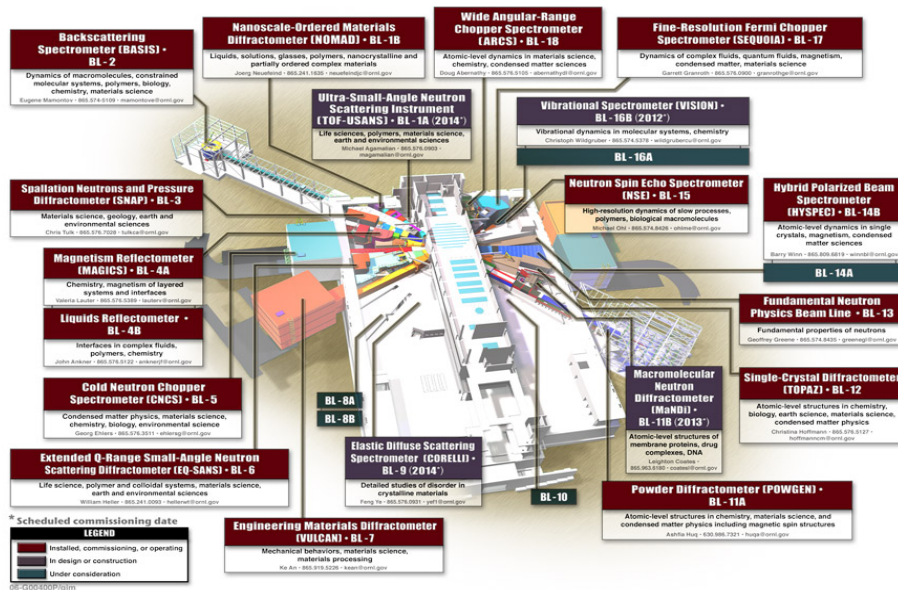 Backscattering
Spectrometer (BASIS) •
BL-2
Dynamics of macromolecules, constrained
molecular systems, polymers, biology,
chemistry, materials science
Eugene Mamontov • 865.574.5109 • mamontove@ornl.gov
Nanoscale-Ordered Materials
Diffractometer (NOMAD) • BL-1B
Liquids, solutions, glasses, polymers, nanocrystalline and
partially ordered complex materials
Joerg Neuefeind • 865.241.1635 • neuefeindjc@ornl.gov
Wide Angular-Range
Chopper Spectrometer
(ARCS) • BL-18
Atomic-level dynamics in materials science,
chemistry, condensed matter sciences
Doug Abernathy • 865.576.5105 • abernathydl@ornl.gov
Fine-Resolution Fermi Chopper
Spectrometer (SEQUOIA) • BL-17
Dynamics of complex fluids, quantum fluids, magnetism,
condensed matter, materials science
Garrett Granroth • 865.576.0900 • granrothge@ornl.gov
Ultra-Small-Angle Neutron
Scattering Instrument
(TOF-USANS) • BL-1A (2014*)
Life sciences, polymers, materials science,
earth and environmental sciences
Michael Agamalian • 865.576.0903 •
magamalian@ornl.gov
Vibrational Spectrometer (VISION) •
BL-16B (2012*)
Vibrational dynamics in molecular systems, chemistry
Christoph Wildgruber • 865.574.5378 • wildgrubercu@ornl.gov
BL-16A
Spallation Neutrons and Pressure
Diffractometer (SNAP) • BL-3
Materials science, geology, earth and
environmental sciences
Chris Tulk • 865.576.7028 • tulkca@ornl.gov
Neutron Spin Echo Spectrometer
(NSE) • BL-15
High-resolution dynamics of slow processes,
polymers, biological macromolecules
Michael Ohl • 865.574.8426 • ohlme@ornl.gov
Hybrid Polarized Beam
Spectrometer
(HYSPEC) • BL-14B
Atomic-level dynamics in single
crystals, magnetism, condensed
matter sciences
Barry Winn • 865.809.6819 • winnbl@ornl.gov
BL-14A
Magnetism Reflectometer
(MAGICS) • BL-4A
Chemistry, magnetism of layered
systems and interfaces
Valeria Lauter • 865.576.5389 • lauterv@ornl.gov
Liquids Reflectometer •
BL-4B
Interfaces in complex fluids,
polymers, chemistry
John Ankner • 865.576.5122 • anknerjf@ornl.gov
Fundamental Neutron
Physics Beam Line • BL-13
Fundamental properties of neutrons
Geoffrey Greene • 865.574.8435 • greenegl@ornl.gov
Cold Neutron Chopper
Spectrometer (CNCS) • BL-5
Condensed matter physics, materials science,
chemistry, biology, environmental science
Georg Ehlers • 865.576.3511 • ehlersg@ornl.gov
BL-8A
BL-8B
Macromolecular
Neutron
Diffractometer
(MaNDi) •
BL-11B (2013*)
Atomic-level structures of
membrane proteins, drug
complexes, DNA
Leighton Coates •
865.963.6180 • coatesl@ornl.gov
Single-Crystal Diffractometer
(TOPAZ) • BL-12
Atomic-level structures in chemistry,
biology, earth science, materials science,
condensed matter physics
Christina Hoffmann • 865.576.5127 •
hoffmanncm@ornl.gov
Extended Q-Range Small-Angle Neutron
Scattering Diffractometer (EQ-SANS) • BL-6
Life science, polymer and colloidal systems, materials science,
earth and environmental sciences
William Heller • 865.241.0093 • hellerwt@ornl.gov
Elastic Diffuse Scattering
Spectrometer (CORELLI) •
BL-9 (2014*)
Detailed studies of disorder in
crystalline materials
Feng Ye • 865.576.0931 • yef1@ornl.gov
BL-10
Powder Diffractometer (POWGEN) •
BL-11A
Atomic-level structures in chemistry, materials science,
and condensed matter physics including magnetic spin structures
Ashfia Huq • 630.986.7321 • huqa@ornl.gov
Engineering Materials Diffractometer
(VULCAN) • BL-7
Mechanical behaviors, materials science,
materials processing
Ke An • 865.919.5226 • kean@ornl.gov
* Scheduled commissioning date
LEGEND
Installed, commissioning, or operating
In design or construction
Under consideration
06-G00400P/gim